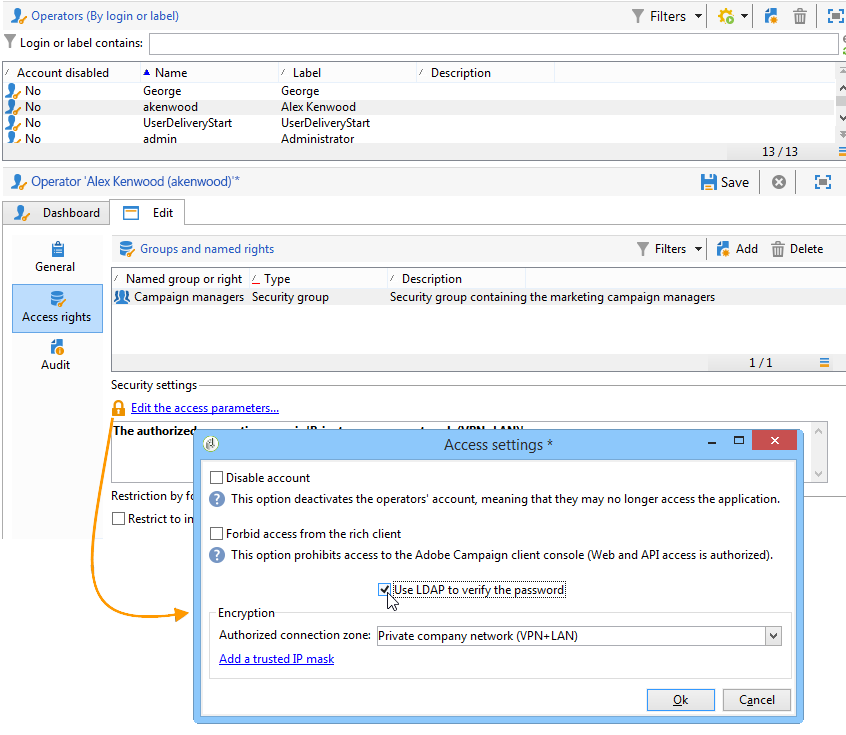 Operators (By login or label) Filters
Login or label contains:
Account disabled Name Label Description
No George George
No akenwood Alex Kenwood
No UserDeliveryStart UserDeliveryStart
No admin Administrator
13 / 13
Operator 'Alex Kenwood (akenwood)'* Save
Dashboard Edit
General
Access rights
Audit
Groups and named rights Filters Add Delete
Named group or right Type Description
Campaign managers Security group Security group containing the marketing campaign managers
1 / 1
Security settings
Edit the access parameters...
The authorized
Restriction by fo
Restrict to in
Access settings *
Disable account
This option deactivates the operators' account, meaning that they may no longer access the application.
Forbid access from the rich client
This option prohibits access to the Adobe Campaign client console (Web and API access is authorized).
Use LDAP to verify the password
Encryption
Authorized connection zone: Private company network (VPN+LAN)
Add a trusted IP mask
Ok Cancel